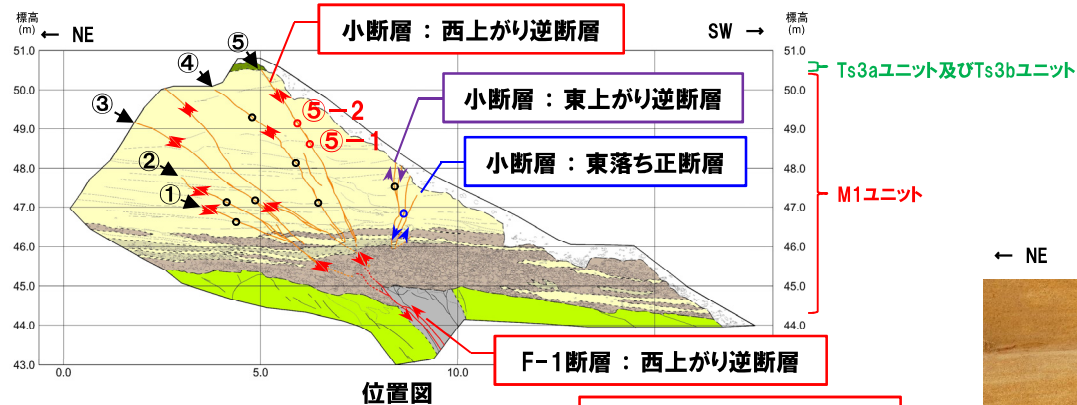 標高
(m)
← NE
SW →
標高
(m)
小断層 : 西上がり逆断層
51.0
50.0
49.0
48.0
47.0
46.0
45.0
44.0
43.0
⑤
④
③
②
①
⑤-2
⑤-1
小断層 : 東上がり逆断層
小断層 : 東落ち正断層
F-1断層 : 西上がり逆断層
51.0
50.0
49.0
48.0
47.0
46.0
45.0
44.0
Ts3aユニット及びTs3bユニット
M1ユニット
← NE
0.0
5.0
10.0
位置図